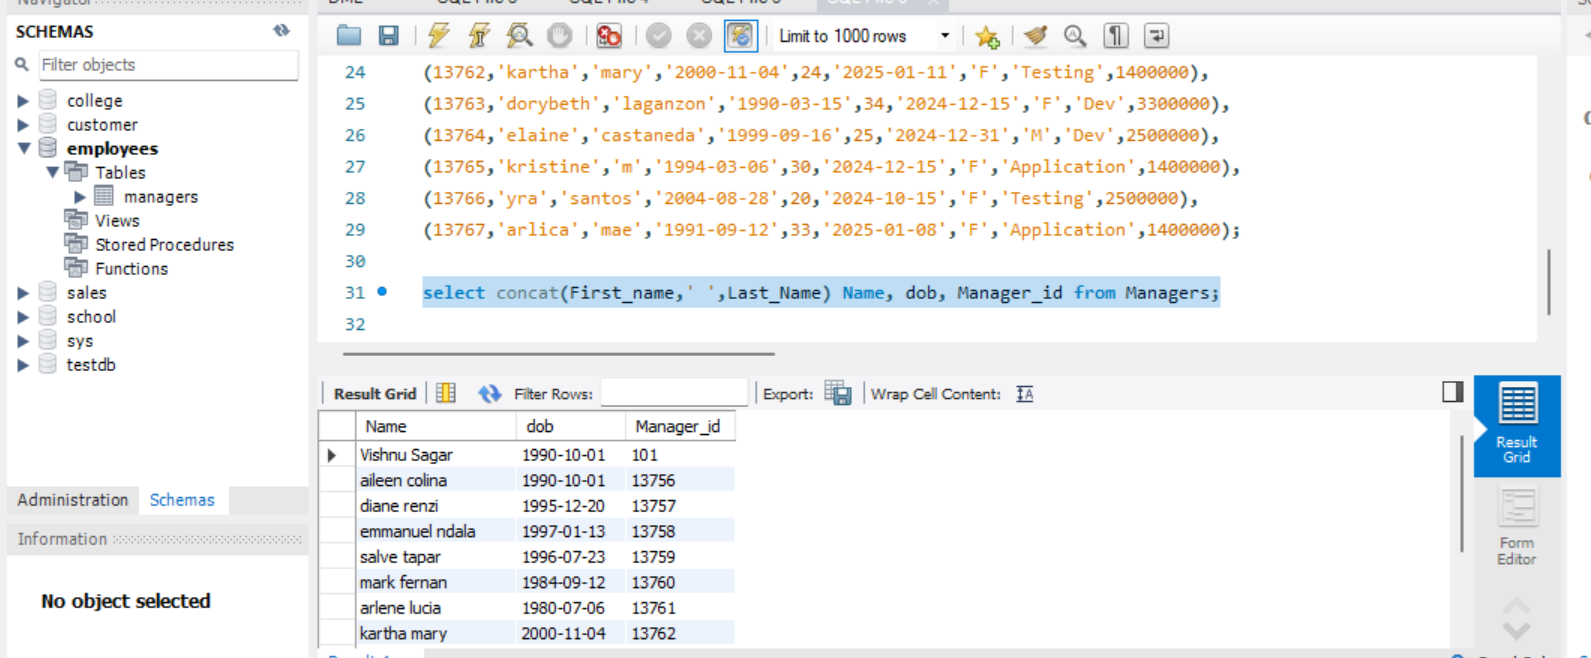 Navigator
SCHEMAS
Filter objects
college
customer
employees
Tables
managers
Views
Stored Procedures
Functions
sales
school
sys
testdb
Administration Schemas
Information
No object selected
Limit to 1000 rows
24 (13762,'kartha','mary','2000-11-04',24,'2025-01-11','F','Testing',1400000),
25 (13763,'dorybeth','laganzon','1990-03-15',34,'2024-12-15','F','Dev',3300000),
26 (13764,'elaine','castaneda','1999-09-16',25,'2024-12-31','M','Dev',2500000),
27 (13765,'kristine','m','1994-03-06',30,'2024-12-15','F','Application',1400000),
28 (13766,'yra','santos','2004-08-28',20,'2024-10-15','F','Testing',2500000),
29 (13767,'arlica','mae','1991-09-12',33,'2025-01-08','F','Application',1400000);
30
31 select concat(First_name,' ',Last_Name) Name, dob, Manager_id from Managers;
32
Result Grid Filter Rows: Export: Wrap Cell Content:
Name dob Manager_id
Vishnu Sagar 1990-10-01 101
aileen colina 1990-10-01 13756
diane renzi 1995-12-20 13757
emmanuel ndala 1997-01-13 13758
salve tapar 1996-07-23 13759
mark fernan 1984-09-12 13760
arlene lucia 1980-07-06 13761
kartha mary 2000-11-04 13762
Result
Grid
Form
Editor